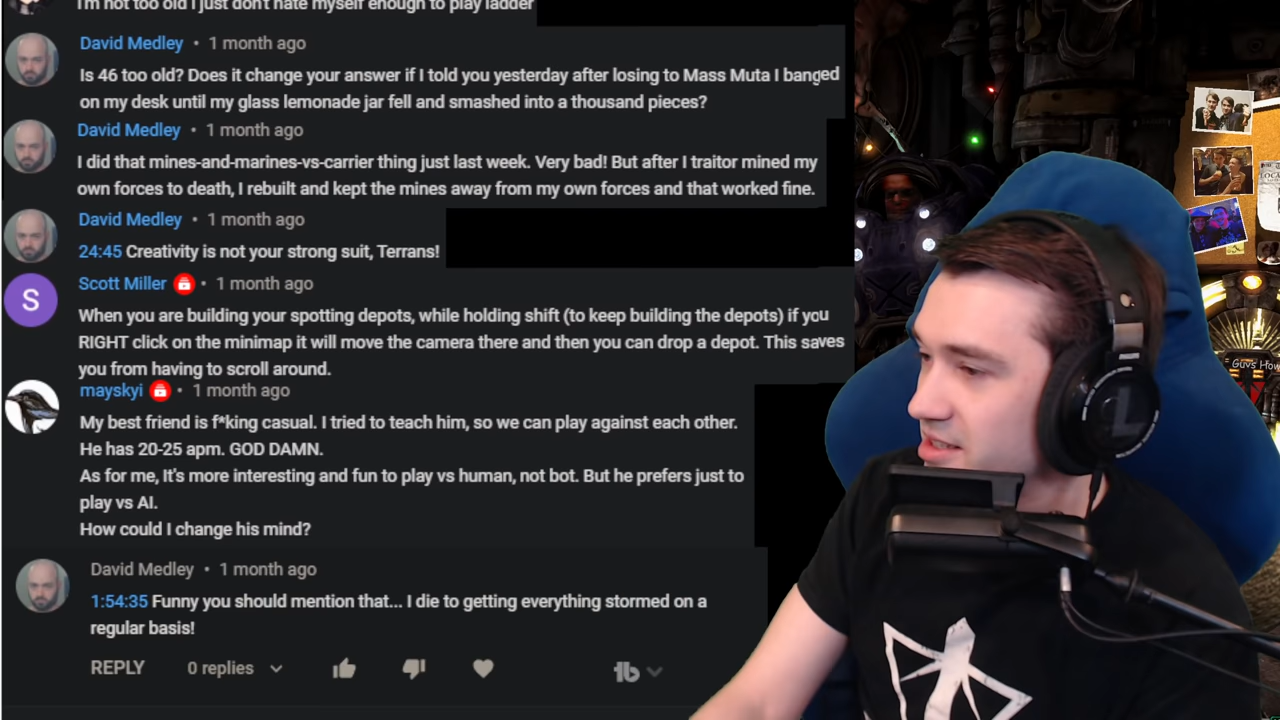 I'm not too old I just don't hate myself enough to play ladder
David Medley • 1 month ago
Is 46 too old? Does it change your answer if I told you yesterday after losing to Mass Muta I banged
on my desk until my glass lemonade jar fell and smashed into a thousand pieces?
David Medley • 1 month ago
I did that mines-and-marines-vs-carrier thing just last week. Very bad! But after I traitor mined my
own forces to death, I rebuilt and kept the mines away from my own forces and that worked fine.
David Medley • 1 month ago
24:45 Creativity is not your strong suit, Terrans!
S
Scott Miller • 1 month ago
When you are building your spotting depots, while holding shift (to keep building the depots) if you
RIGHT click on the minimap it will move the camera there and then you can drop a depot. This saves
you from having to scroll around.
mayskyi • 1 month ago
My best friend is f*king casual. I tried to teach him, so we can play against each other.
He has 20-25 apm. GOD DAMN.
As for me, It's more interesting and fun to play vs human, not bot. But he prefers just to
play vs AI.
How could I change his mind?
David Medley • 1 month ago
1:54:35 Funny you should mention that... I die to getting everything stormed on a
regular basis!
REPLY 0 replies
PHILIPS
L
Guvs How